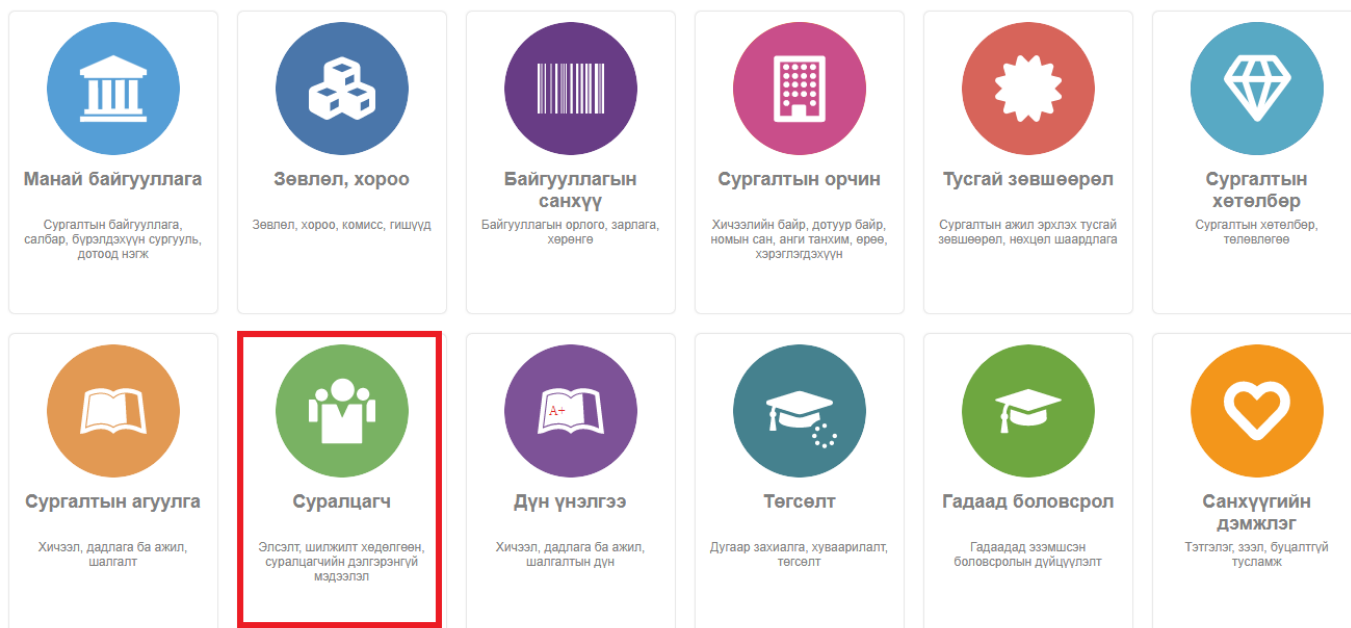 Манай байгууллага
Сургалтын байгууллага,
салбар, бүрэлдэхүүн сургууль,
дотоод нэгж
Зөвлөл, хороо
Зөвлөл, хороо, комисс, гишүүд
Байгууллагын
санхүү
Байгууллагын орлого, зарлага,
хөрөнгө
Сургалтын орчин
Хичээлийн байр, дотуур байр,
номын сан, анги танхим, өрөө,
хэрэглэгдэхүүн
Тусгай зөвшөөрөл
Сургалтын ажил эрхлэх тусгай
зөвшөөрөл, нөхцөл шаардлага
Сургалтын
хөтөлбөр
Сургалтын хөтөлбөр,
төлөвлөгөө
Сургалтын агуулга
Хичээл, дадлага ба ажил,
шалгалт
Суралцагч
Элсэлт, шилжилт хөдөлгөөн,
суралцагчийн дэлгэрэнгүй
мэдээлэл
A+
Дүн үнэлгээ
Хичээл, дадлага ба ажил,
шалгалтын дүн
Төгсөлт
Дугаар захиалга, хуваарилалт,
төгсөлт
Гадаад боловсрол
Гадаадад эзэмшсэн
боловсролын дүйцүүлэлт
Санхүүгийн
дэмжлэг
Тэтгэлэг, зээл, буцалтгүй
тусламж